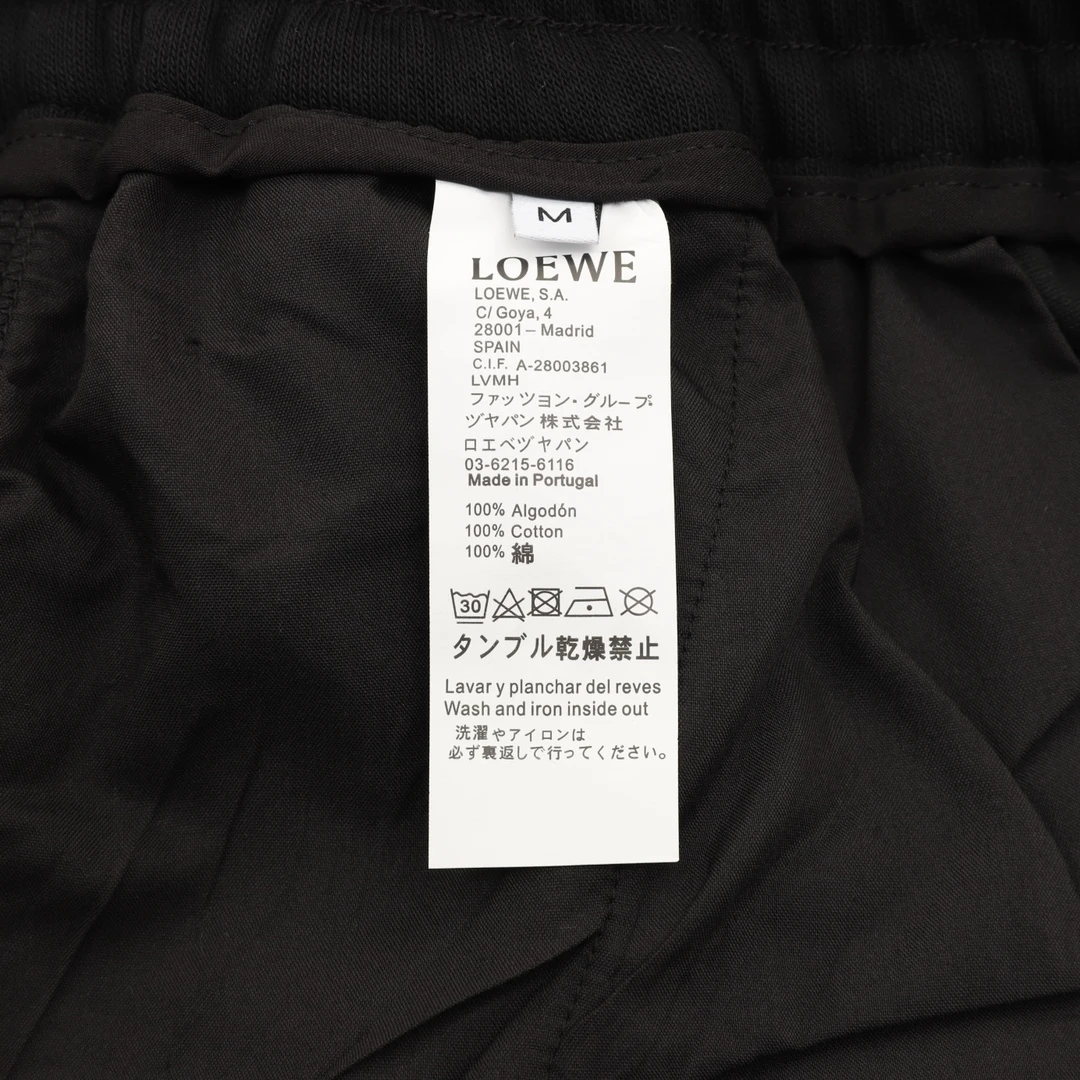 M
LOEWE
LOEWE, S.A.
C/ Goya, 4
28001 – Madrid
SPAIN
C.I.F. A-28003861
LVMH
ファッツヨン・グループ
ヅヤパン 株式会社
ロエベヅヤパン
03-6215-6116
Made in Portugal
100% Algodón
100% Cotton
100% 綿
30
タンブル乾燥禁止
Lavar y planchar del reves
Wash and iron inside out
洗濯やアイロンは
必ず裏返しで行ってください。